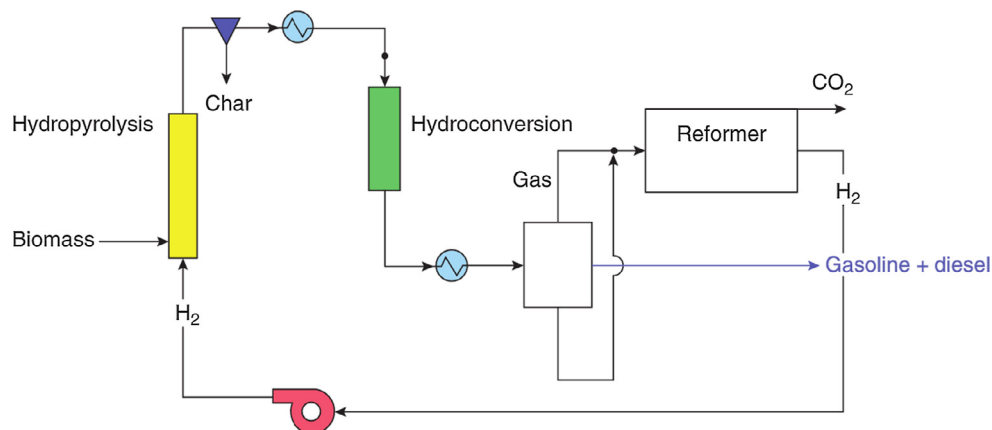 CO₂
Char
Hydropyrolysis
Hydroconversion
Reformer
Gas
H₂
Biomass
Gasoline + diesel
H₂